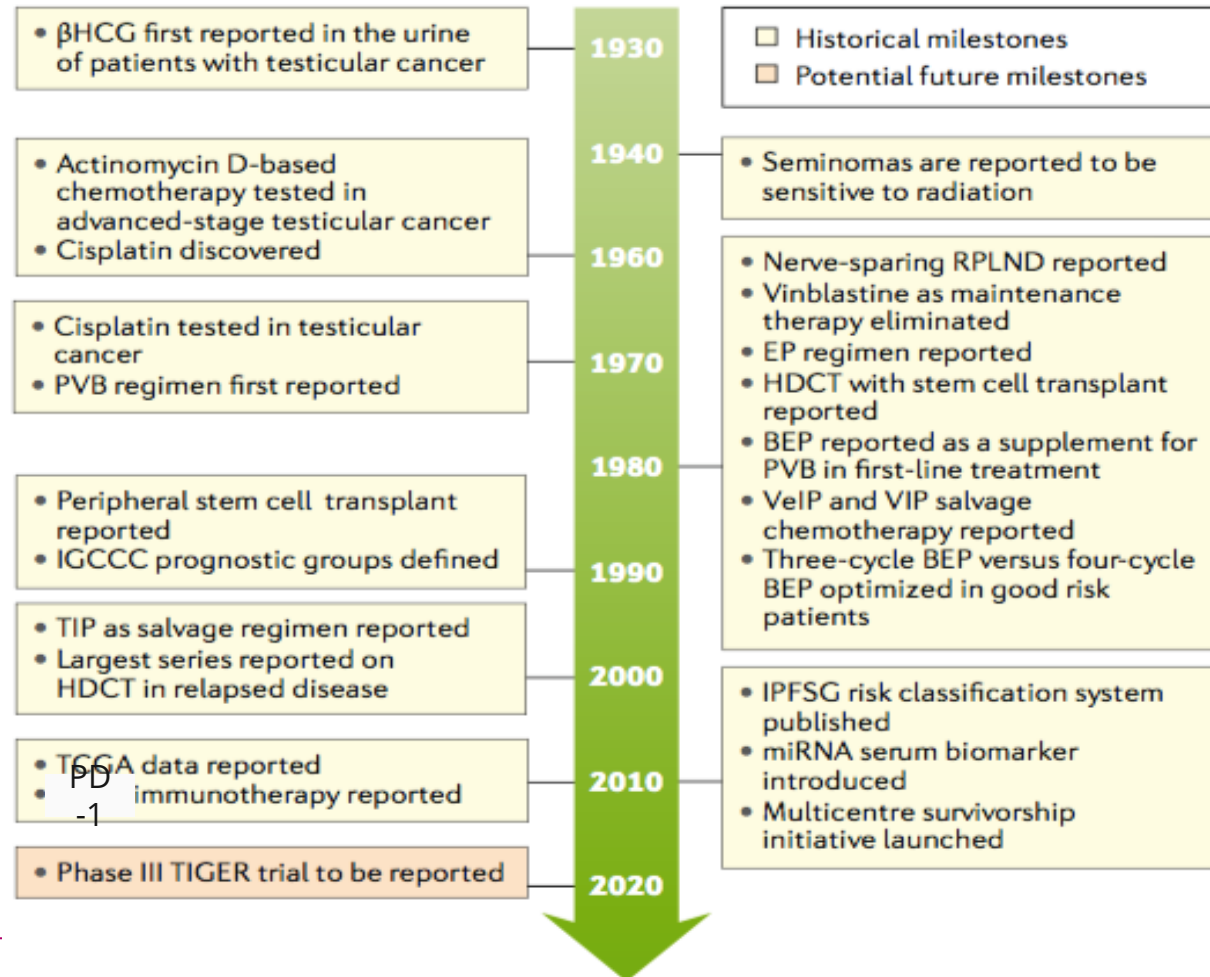 • βHCG first reported in the urine
of patients with testicular cancer
1930
Historical milestones
Potential future milestones
1940
• Seminomas are reported to be
sensitive to radiation
• Actinomycin D-based
chemotherapy tested in
advanced-stage testicular cancer
• Cisplatin discovered
1960
• Nerve-sparing RPLND reported
• Vinblastine as maintenance
therapy eliminated
• EP regimen reported
• HDCT with stem cell transplant
reported
• BEP reported as a supplement for
PVB in first-line treatment
• VeIP and VIP salvage
chemotherapy reported
• Three-cycle BEP versus four-cycle
BEP optimized in good risk
patients
• Cisplatin tested in testicular
cancer
• PVB regimen first reported
1970
1980
• Peripheral stem cell transplant
reported
• IGCCC prognostic groups defined
1990
• TIP as salvage regimen reported
• Largest series reported on
HDCT in relapsed disease
2000
• IPFSG risk classification system
published
• miRNA serum biomarker
introduced
• Multicentre survivorship
initiative launched
• TCGA data reported
• PD
-1
immunotherapy reported
2010
• Phase III TIGER trial to be reported
2020